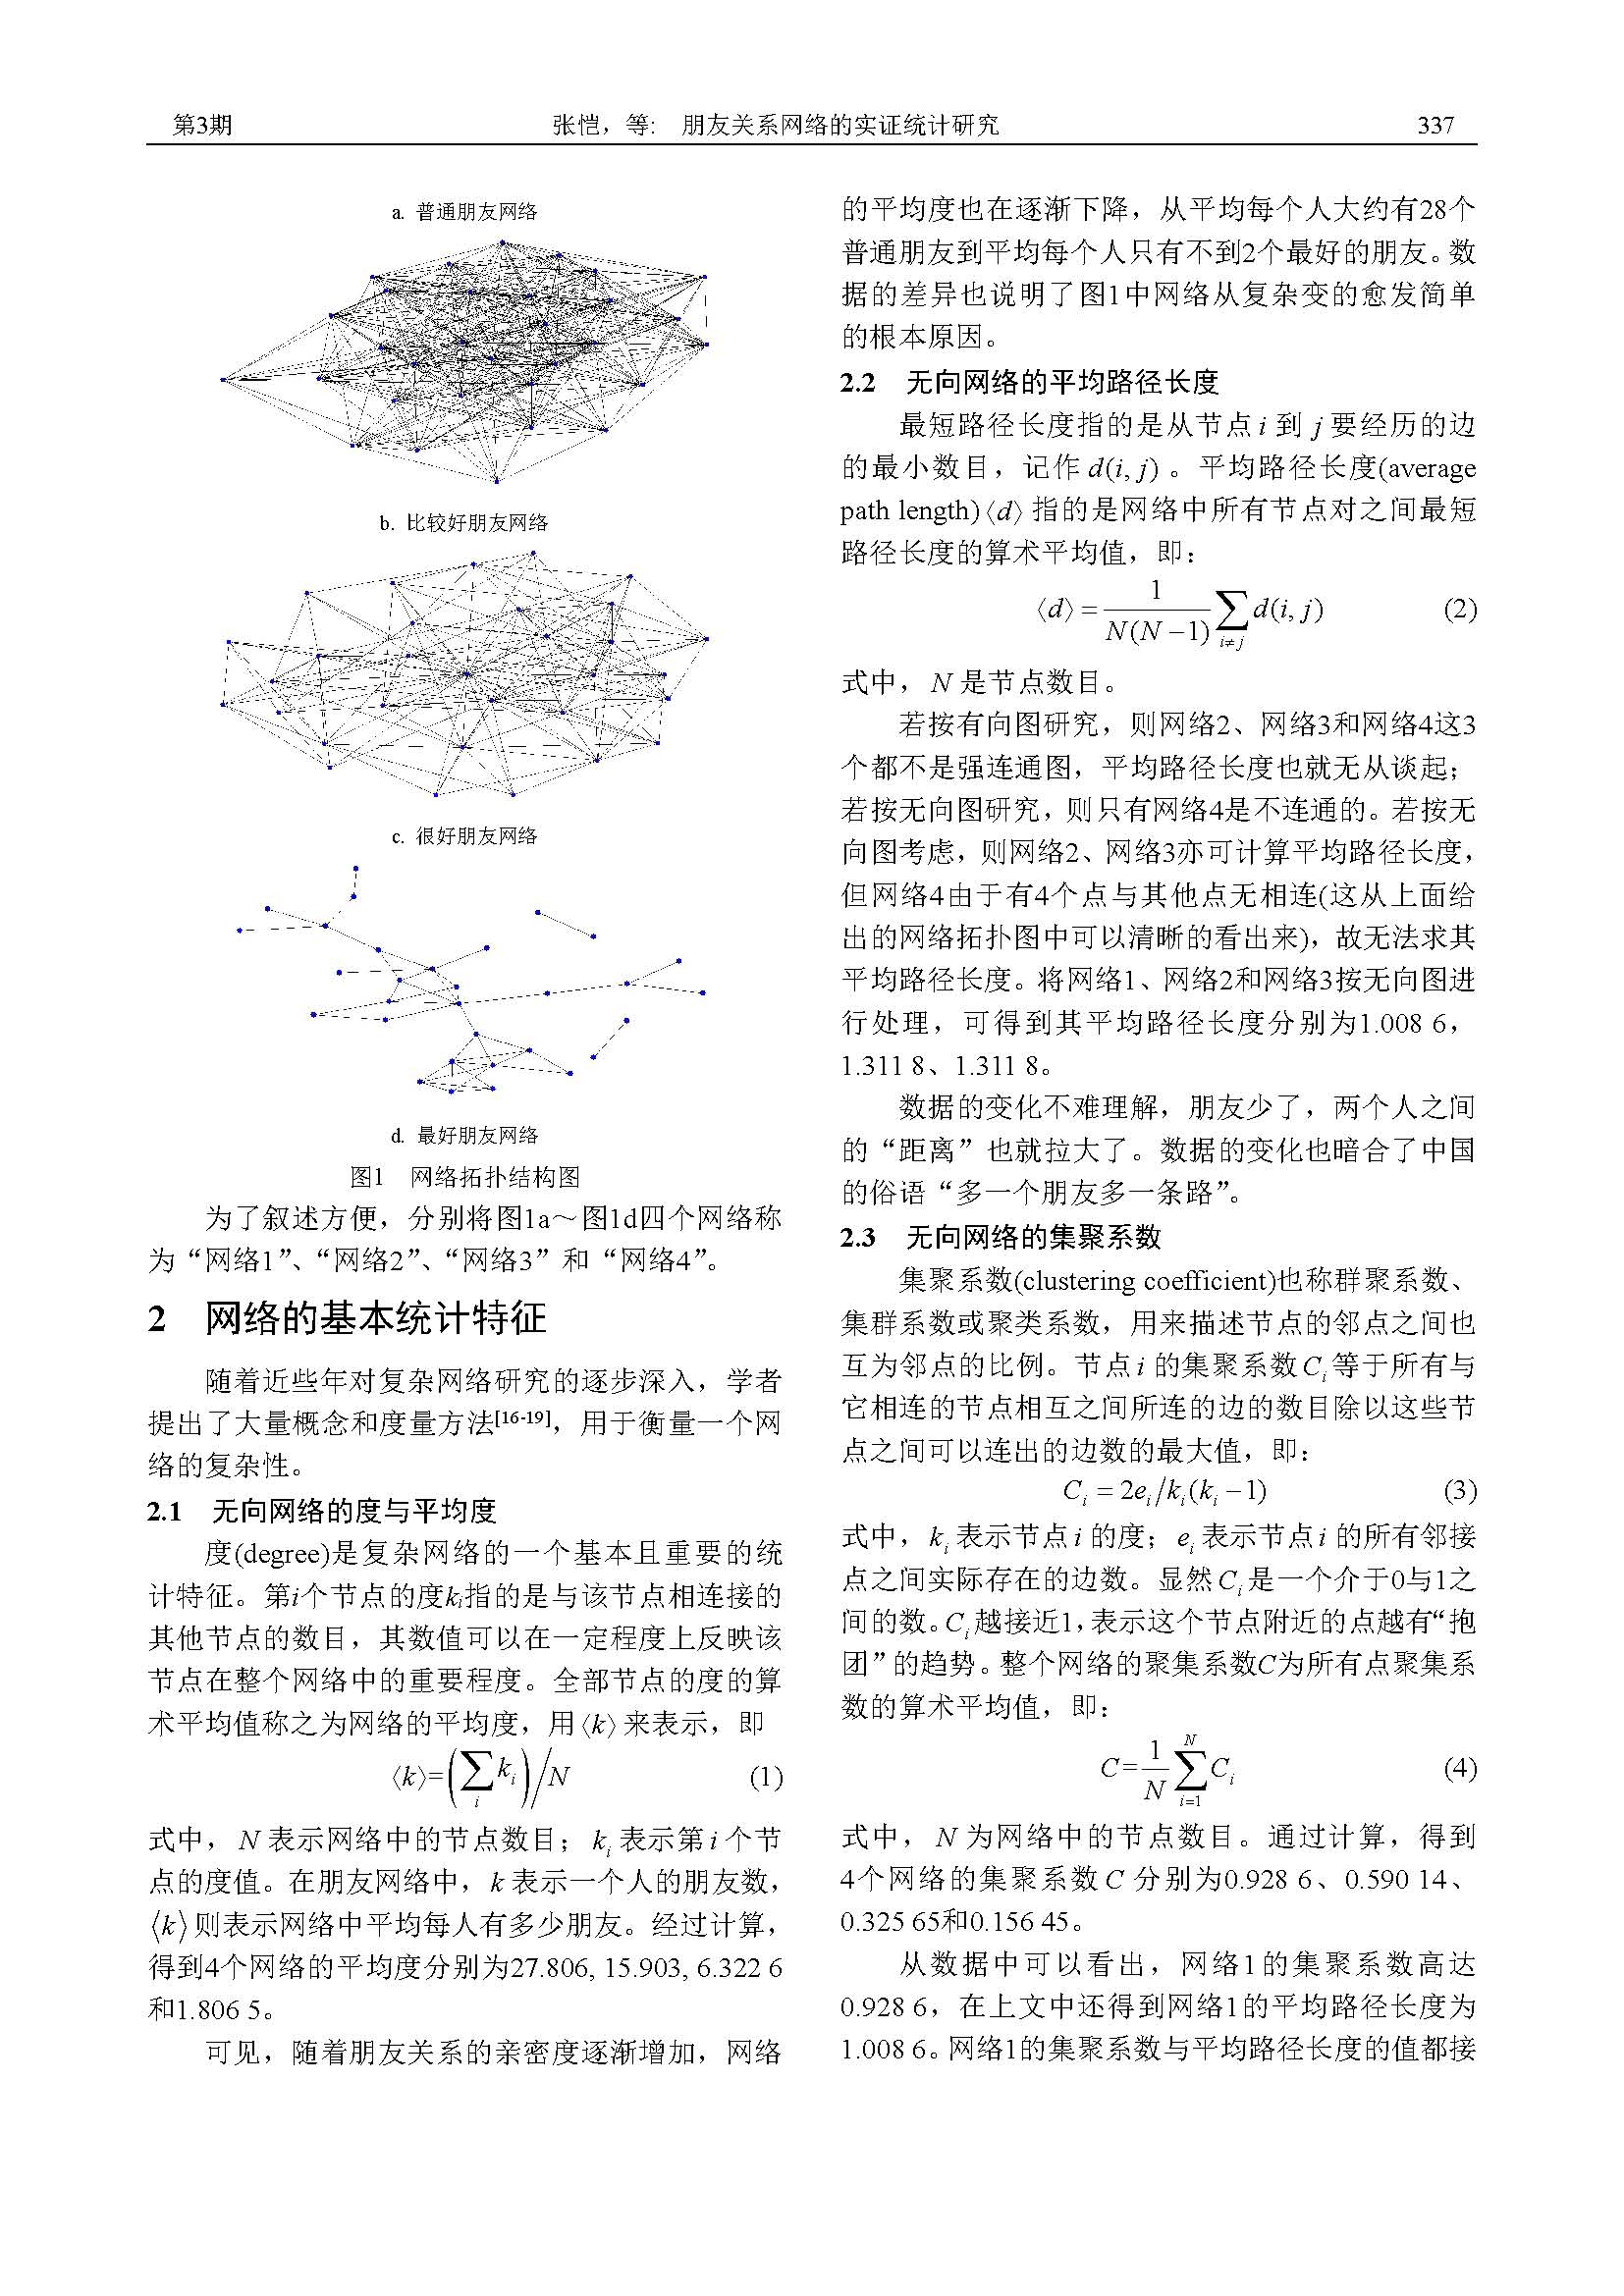 第3期 张恺，等: 朋友关系网络的实证统计研究 337
a. 普通朋友网络
b. 比较好朋友网络
c. 很好朋友网络
d. 最好朋友网络
图1 网络拓扑结构图
为了叙述方便，分别将图1a～图1d四个网络称
为“网络1”、“网络2”、“网络3”和“网络4”。
2 网络的基本统计特征
随着近些年对复杂网络研究的逐步深入，学者
提出了大量概念和度量方法[16-19]，用于衡量一个网
络的复杂性。
2.1 无向网络的度与平均度
度(degree)是复杂网络的一个基本且重要的统
计特征。第i个节点的度ki指的是与该节点相连接的
其他节点的数目，其数值可以在一定程度上反映该
节点在整个网络中的重要程度。全部节点的度的算
术平均值称之为网络的平均度，用⟨k⟩来表示，即
⟨k⟩=(∑i ki)/N (1)
式中，N 表示网络中的节点数目；ki 表示第 i 个节
点的度值。在朋友网络中，k 表示一个人的朋友数，
⟨k⟩则表示网络中平均每人有多少朋友。经过计算，
得到4个网络的平均度分别为27.806, 15.903, 6.322 6
和1.806 5。
可见，随着朋友关系的亲密度逐渐增加，网络
的平均度也在逐渐下降，从平均每个人大约有28个
普通朋友到平均每个人只有不到2个最好的朋友。数
据的差异也说明了图1中网络从复杂变的愈发简单
的根本原因。
2.2 无向网络的平均路径长度
最短路径长度指的是从节点 i 到 j 要经历的边
的最小数目，记作 d(i, j) 。平均路径长度(average
path length)⟨d⟩ 指的是网络中所有节点对之间最短
路径长度的算术平均值，即：
⟨d⟩ = 1/N(N −1) ∑i≠j d(i, j) (2)
式中，N 是节点数目。
若按有向图研究，则网络2、网络3和网络4这3
个都不是强连通图，平均路径长度也就无从谈起；
若按无向图研究，则只有网络4是不连通的。若按无
向图考虑，则网络2、网络3亦可计算平均路径长度，
但网络4由于有4个点与其他点无相连(这从上面给
出的网络拓扑图中可以清晰的看出来)，故无法求其
平均路径长度。将网络1、网络2和网络3按无向图进
行处理，可得到其平均路径长度分别为1.008 6，
1.311 8、1.311 8。
数据的变化不难理解，朋友少了，两个人之间
的“距离”也就拉大了。数据的变化也暗合了中国
的俗语“多一个朋友多一条路”。
2.3 无向网络的集聚系数
集聚系数(clustering coefficient)也称群聚系数、
集群系数或聚类系数，用来描述节点的邻点之间也
互为邻点的比例。节点 i 的集聚系数 Ci 等于所有与
它相连的节点相互之间所连的边的数目除以这些节
点之间可以连出的边数的最大值，即：
Ci = 2ei/ki(ki −1) (3)
式中，ki 表示节点 i 的度；ei 表示节点 i 的所有邻接
点之间实际存在的边数。显然 Ci 是一个介于0与1之
间的数。Ci 越接近1，表示这个节点附近的点越有“抱
团”的趋势。整个网络的聚集系数C为所有点聚集系
数的算术平均值，即：
C= 1/N ∑i=1N Ci (4)
式中，N 为网络中的节点数目。通过计算，得到
4个网络的集聚系数 C 分别为0.928 6、0.590 14、
0.325 65和0.156 45。
从数据中可以看出，网络1的集聚系数高达
0.928 6，在上文中还得到网络1的平均路径长度为
1.008 6。网络1的集聚系数与平均路径长度的值都接